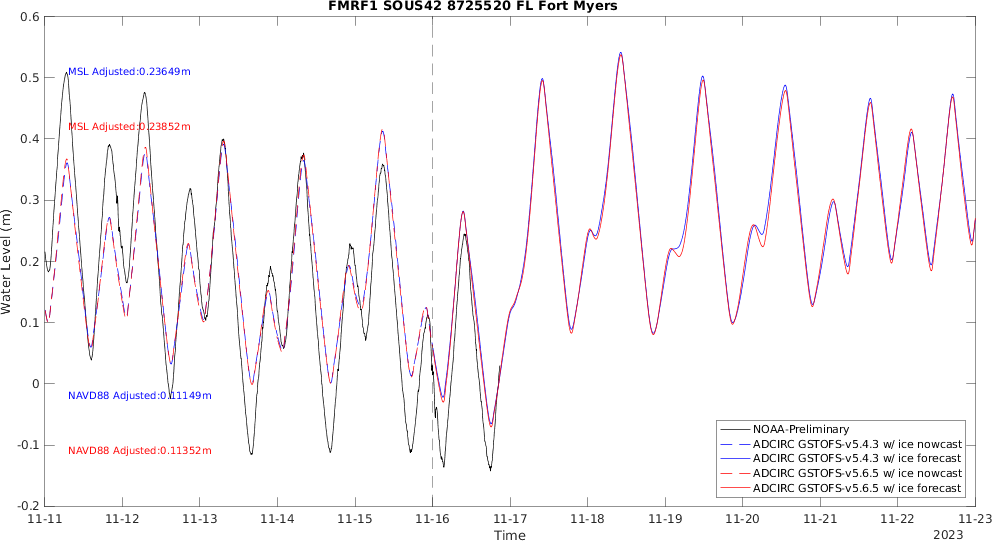 FMRF1 SOUS42 8725520 FL Fort Myers
0.6
0.5
0.4
0.3
0.2
0.1
0
-0.1
-0.2
Water Level (m)
MSL Adjusted:0.23649m
MSL Adjusted:0.23852m
NAVD88 Adjusted:0.11149m
NAVD88 Adjusted:0.11352m
NOAA-Preliminary
ADCIRC GSTOFS-v5.4.3 w/ ice nowcast
ADCIRC GSTOFS-v5.4.3 w/ ice forecast
ADCIRC GSTOFS-v5.6.5 w/ ice nowcast
ADCIRC GSTOFS-v5.6.5 w/ ice forecast
11-11 11-12 11-13 11-14 11-15 11-16 11-17 11-18 11-19 11-20 11-21 11-22 11-23
Time 2023